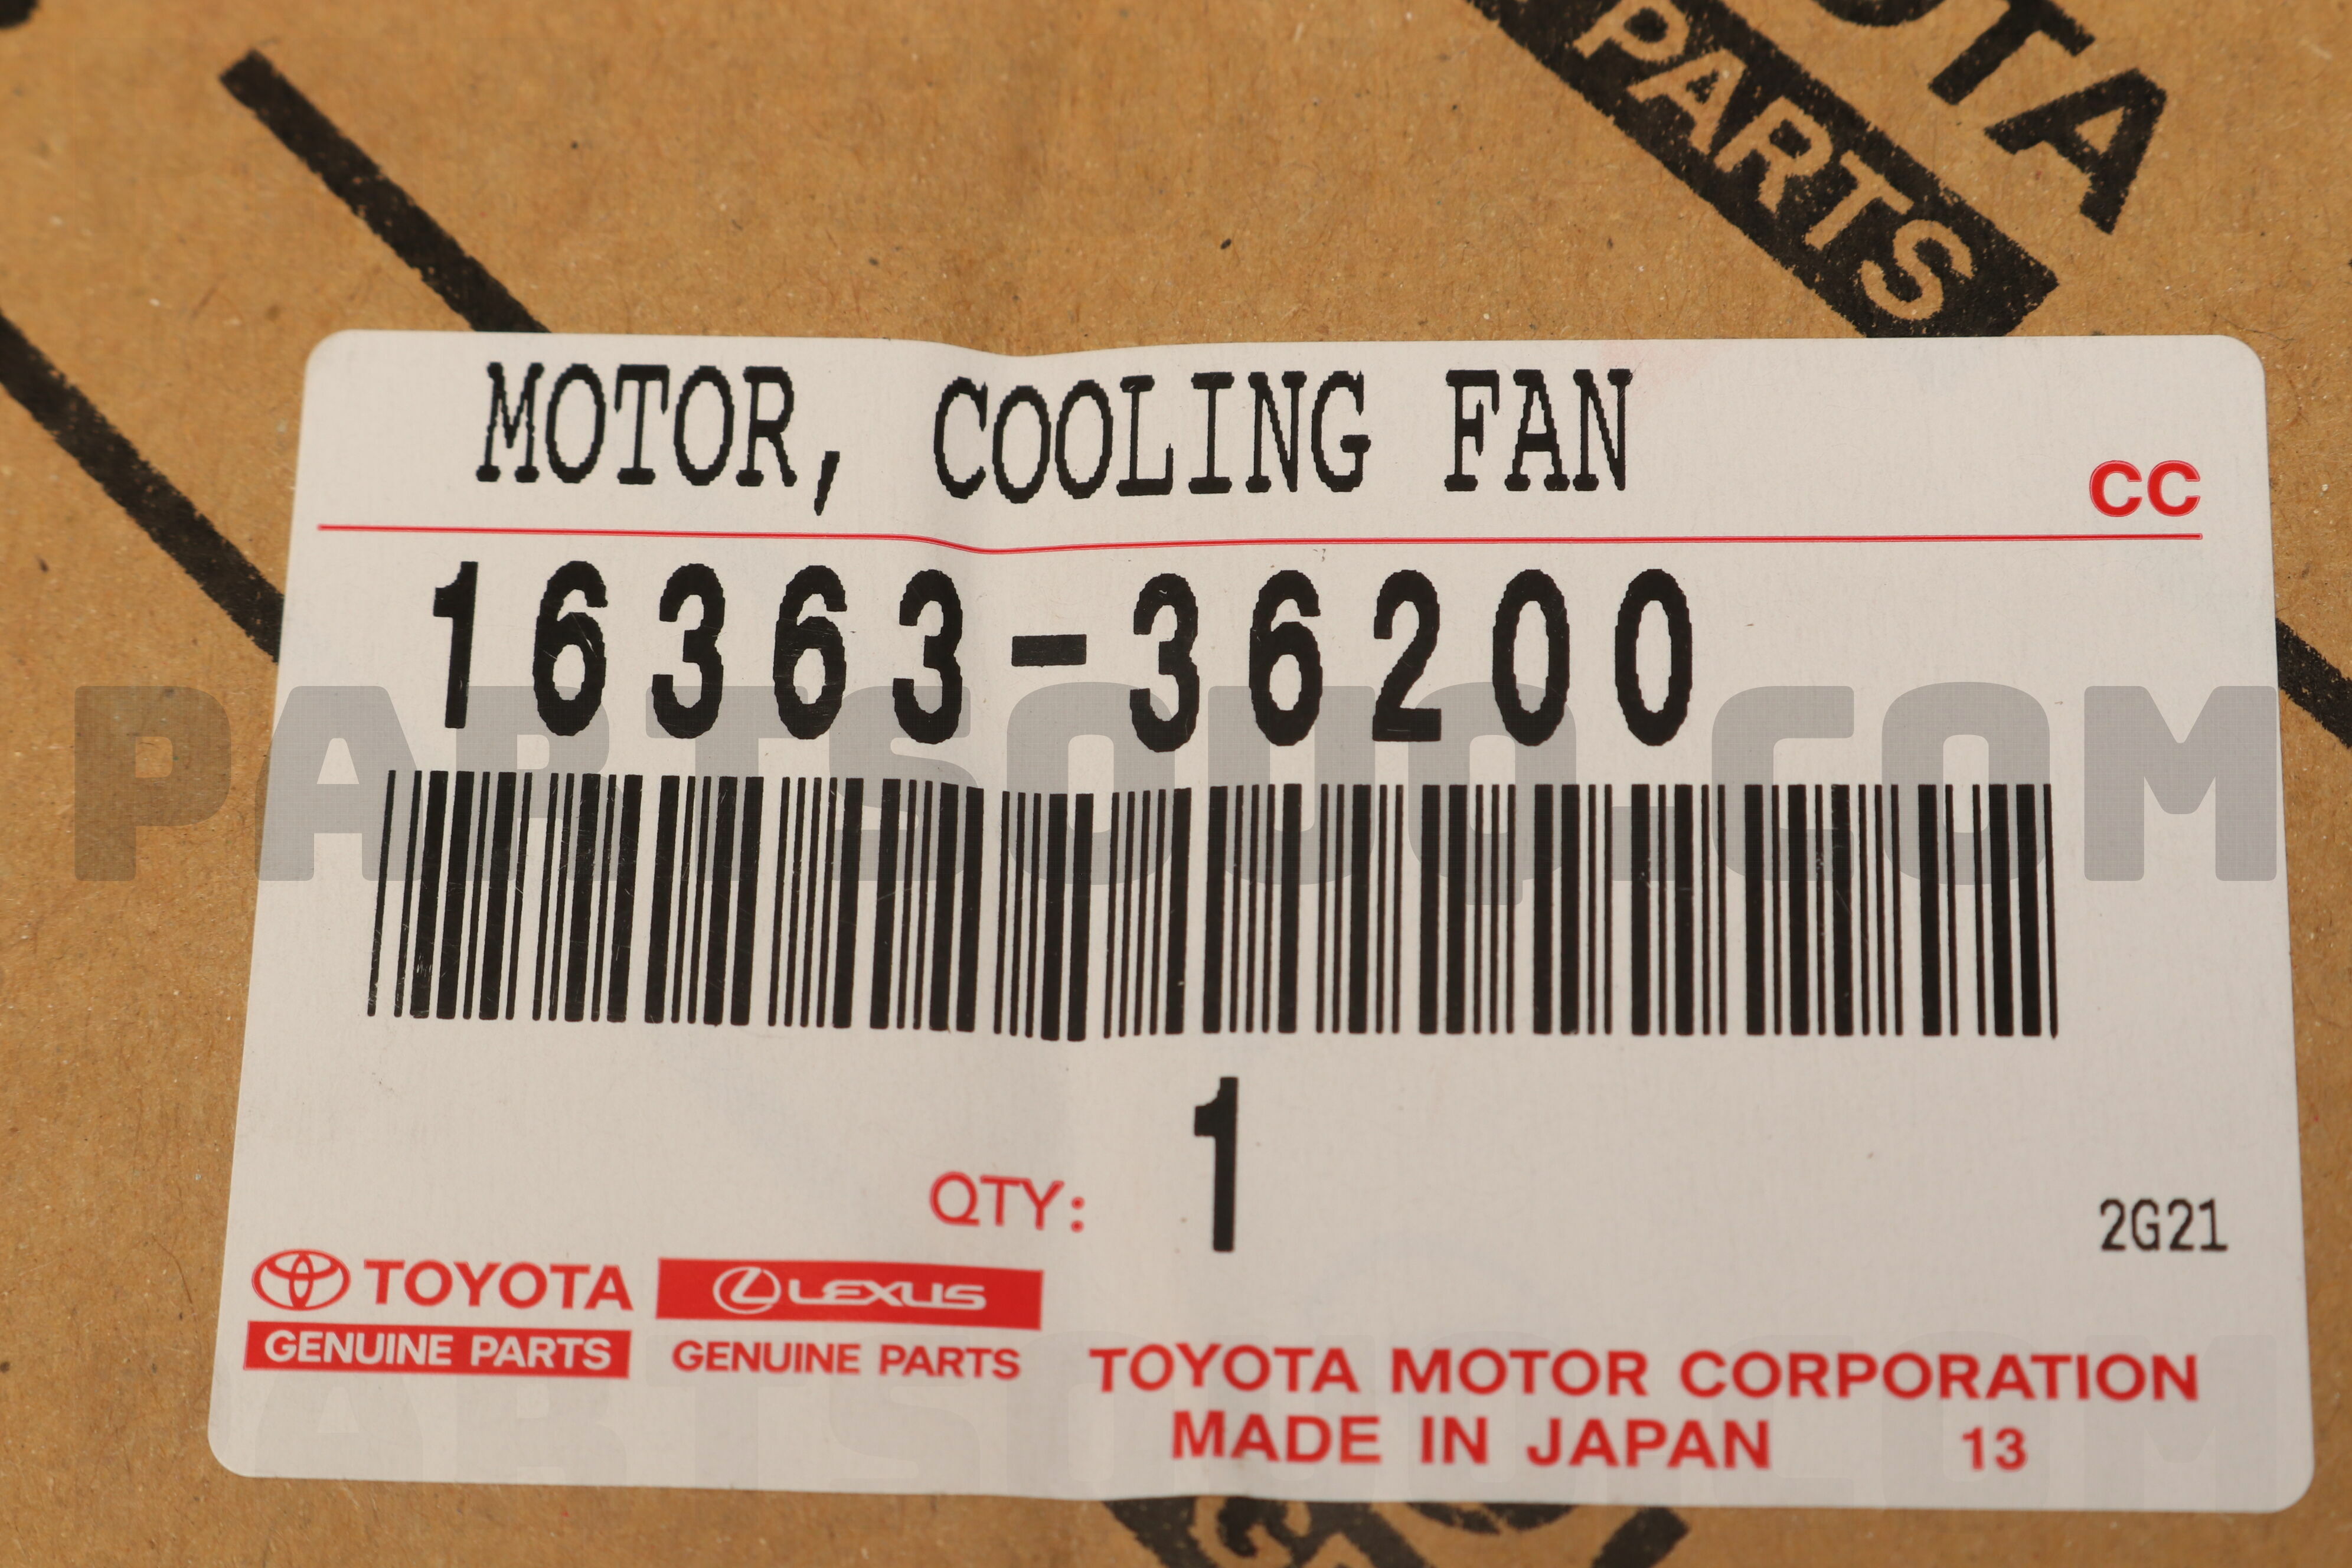 OTA
PARTS
MOTOR, COOLING FAN
CC
16363-36200
PARTSOUQ.COM
1
QTY:
2G21
TOYOTA
LEXUS
GENUINE PARTS
GENUINE PARTS
TOYOTA MOTOR CORPORATION
MADE IN JAPAN 13